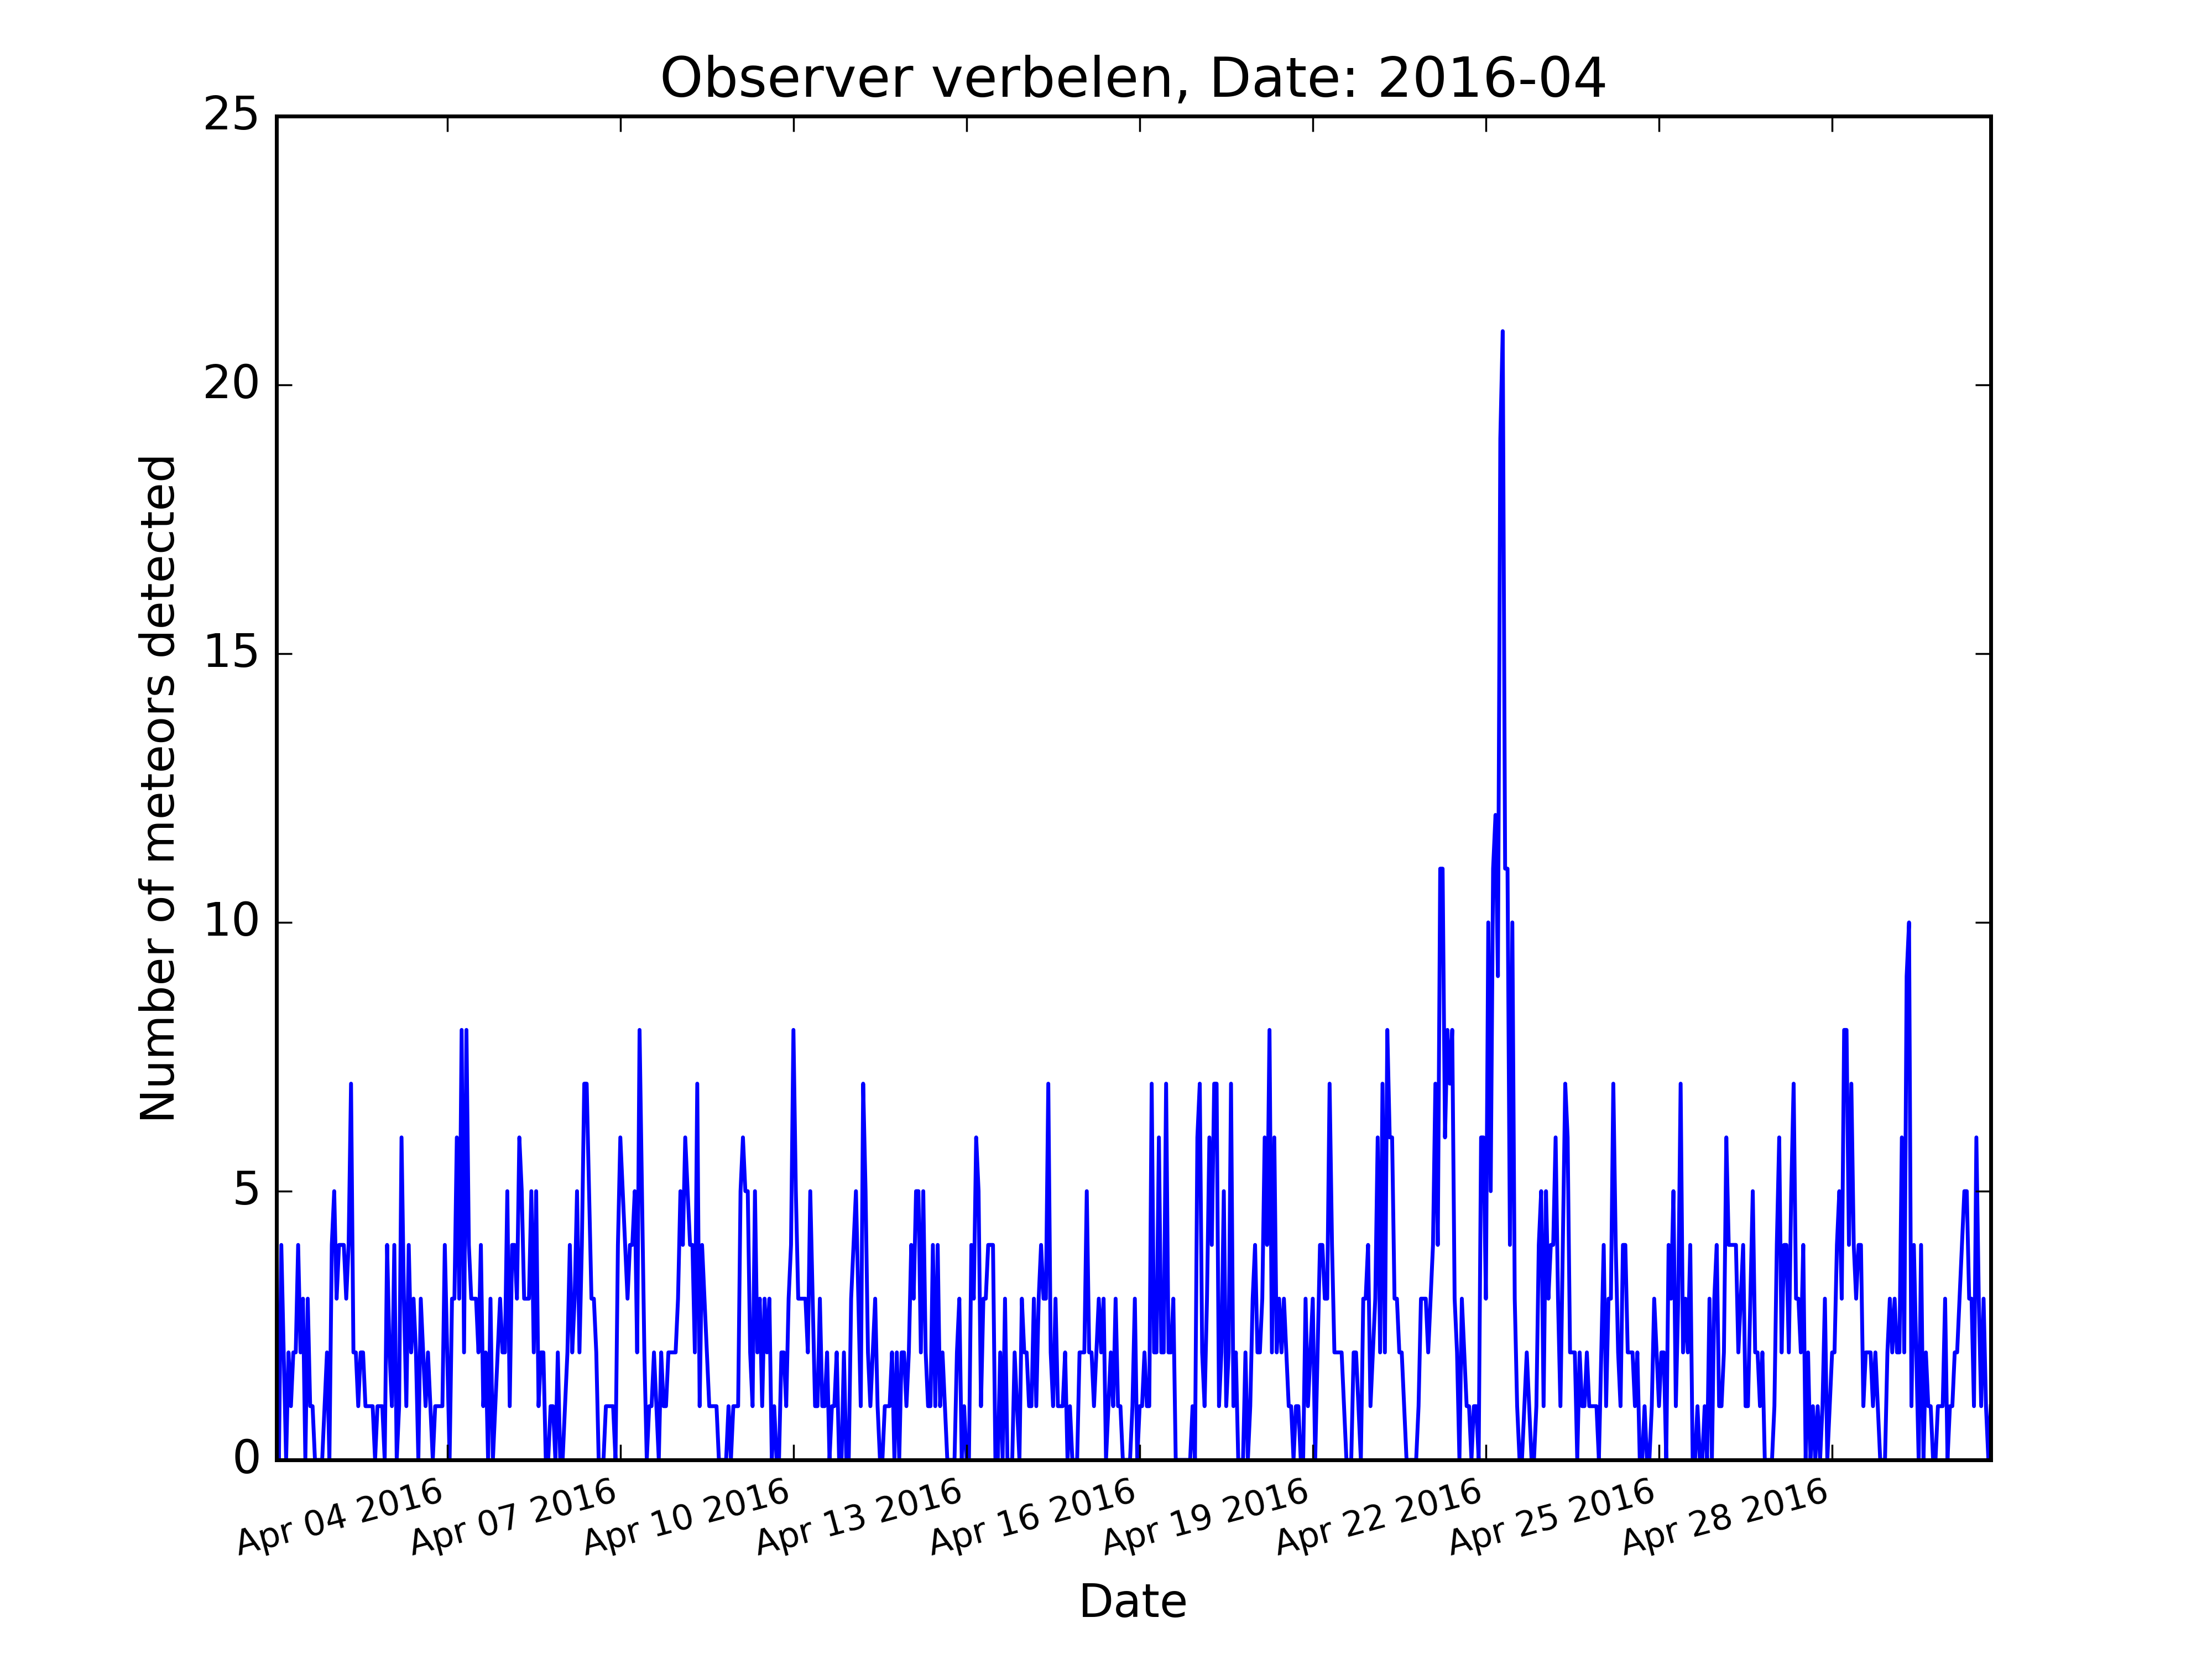 Observer verbelen, Date: 2016-04
25
20
15
10
5
0
Number of meteors detected
Apr 04 2016
Apr 07 2016
Apr 10 2016
Apr 13 2016
Apr 16 2016
Apr 19 2016
Apr 22 2016
Apr 25 2016
Apr 28 2016
Date